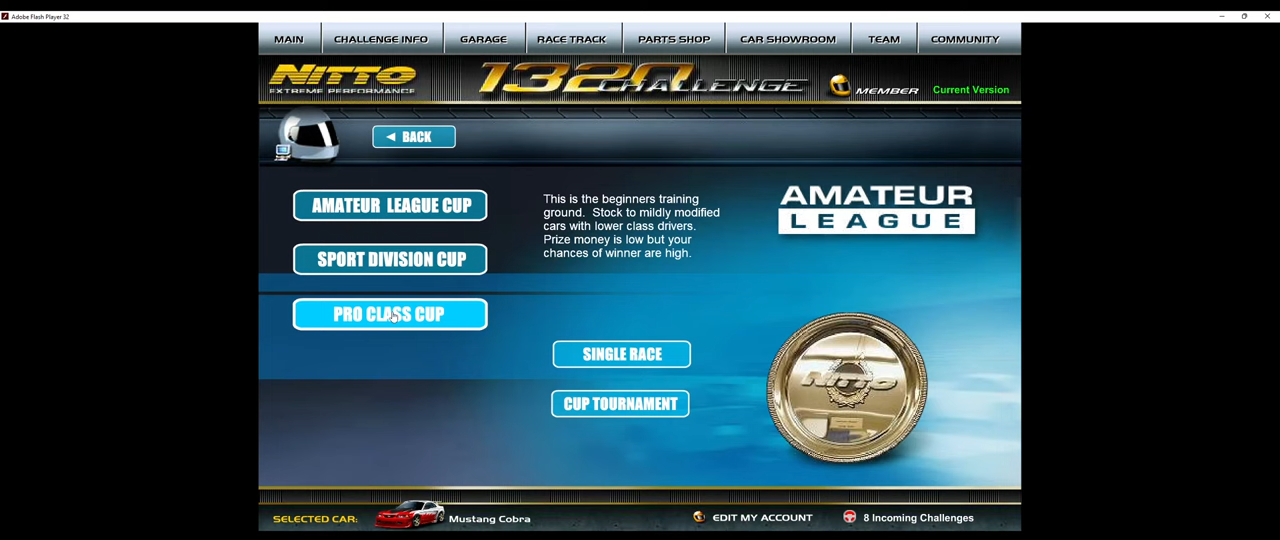 Adobe Flash Player 32
MAIN CHALLENGE INFO GARAGE RACE TRACK PARTS SHOP CAR SHOWROOM TEAM COMMUNITY
NITTO
EXTREME PERFORMANCE
1320 CHALLENGE
MEMBER Current Version
BACK
AMATEUR LEAGUE CUP
SPORT DIVISION CUP
PRO CLASS CUP
This is the beginners training
ground. Stock to mildly modified
cars with lower class drivers.
Prize money is low but your
chances of winner are high.
SINGLE RACE
CUP TOURNAMENT
AMATEUR
LEAGUE
NITTO
SELECTED CAR: Mustang Cobra EDIT MY ACCOUNT 8 Incoming Challenges